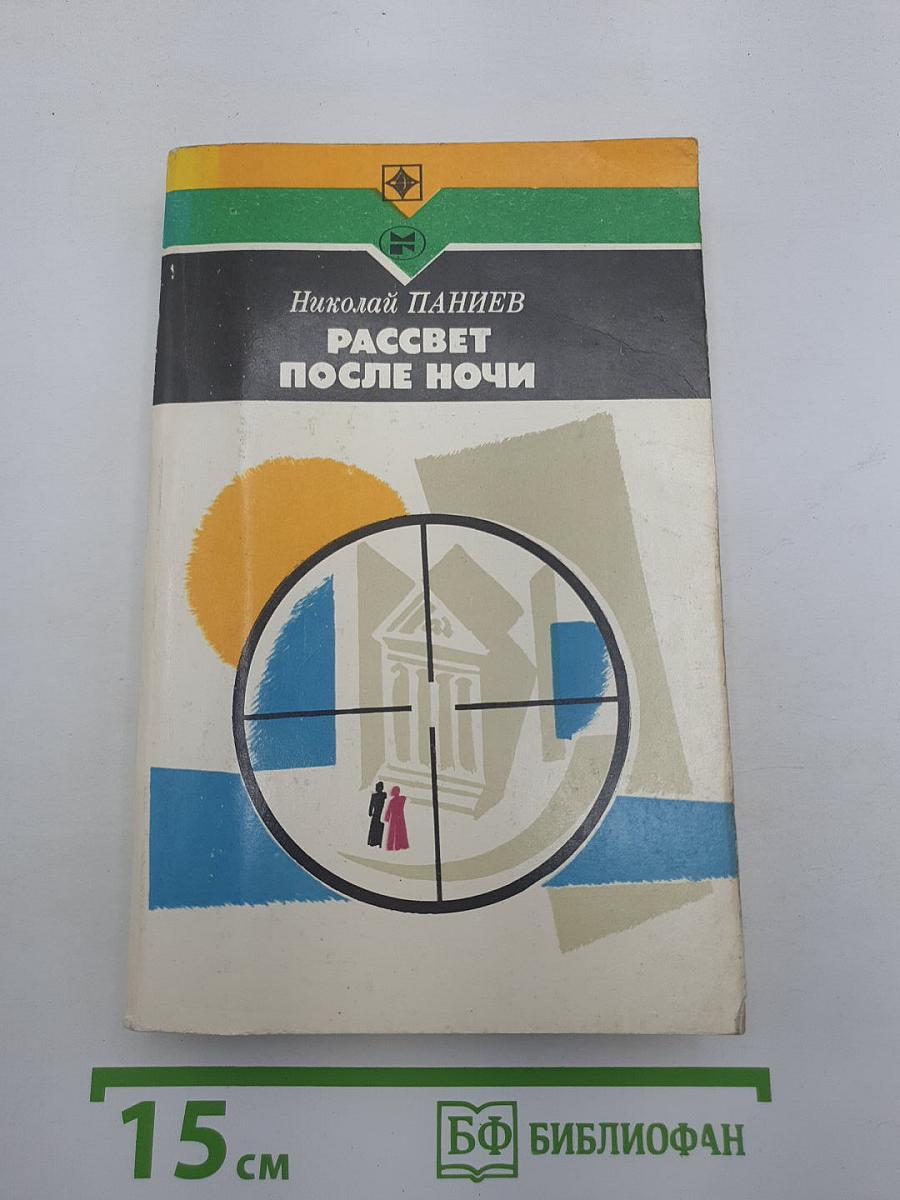 Николай ПАНИЕВ
РАССВЕТ
ПОСЛЕ НОЧИ
15 см
БФ БИБЛИОФАН